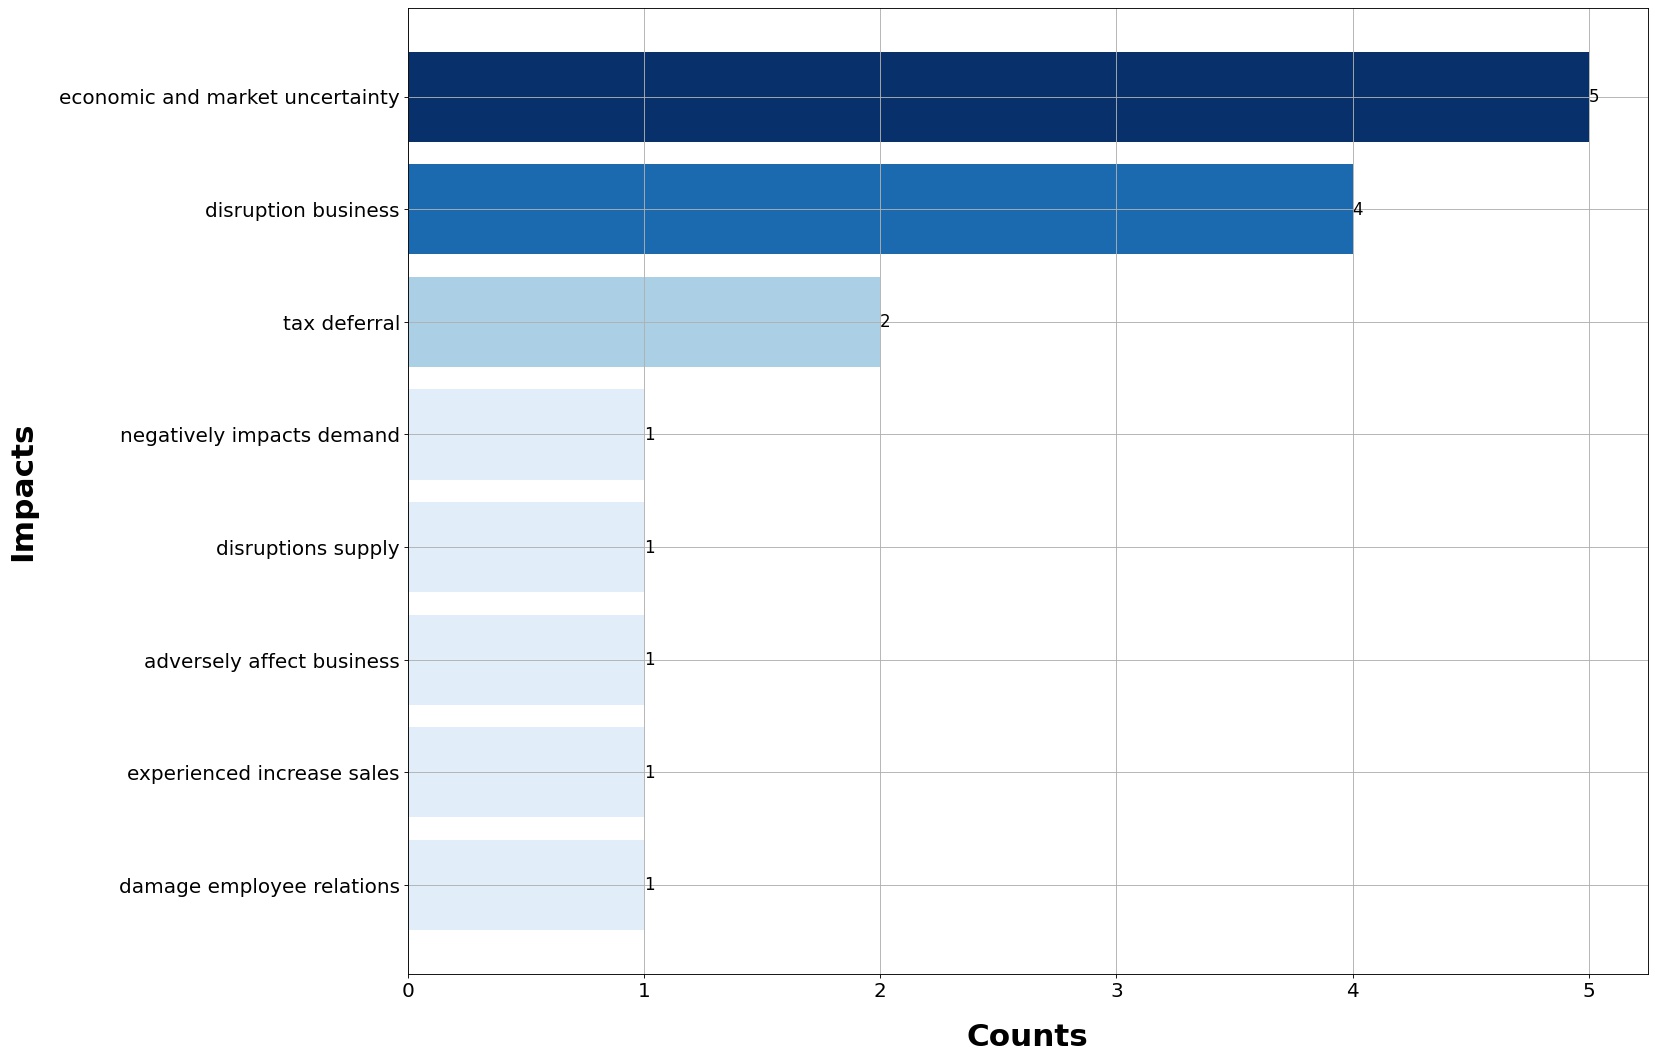 economic and market uncertainty
5
disruption business
4
tax deferral
2
negatively impacts demand
1
disruptions supply
1
adversely affect business
1
experienced increase sales
1
damage employee relations
1
Impacts
0 1 2 3 4 5
Counts